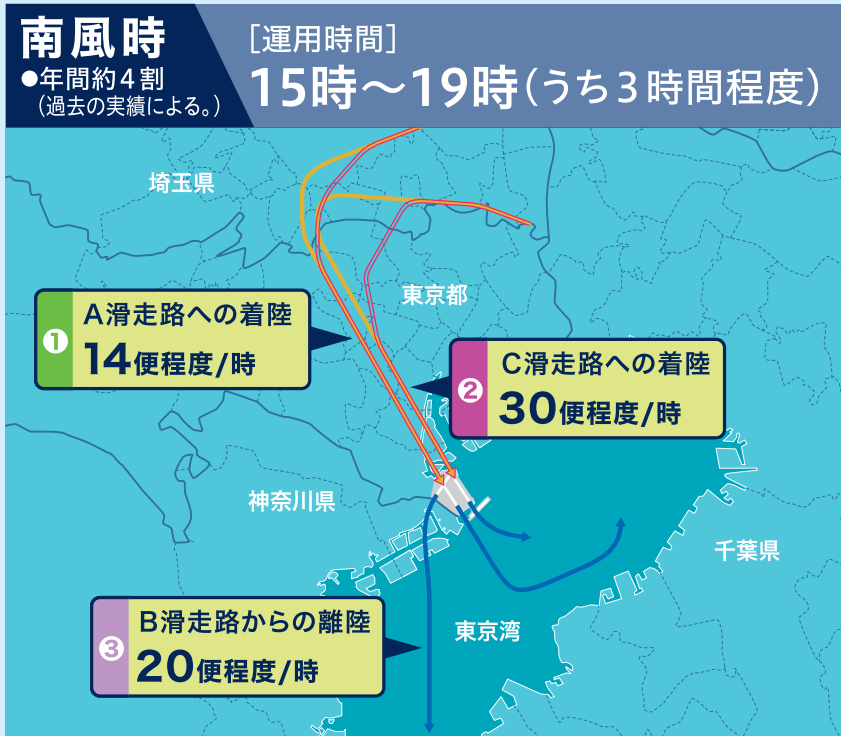 南風時
●年間約4割
(過去の実績による。)
[運用時間]
15時〜19時(うち3時間程度)
埼玉県
東京都
❶
A滑走路への着陸
14便程度/時
❷
C滑走路への着陸
30便程度/時
神奈川県
千葉県
❸
B滑走路からの離陸
20便程度/時
東京湾